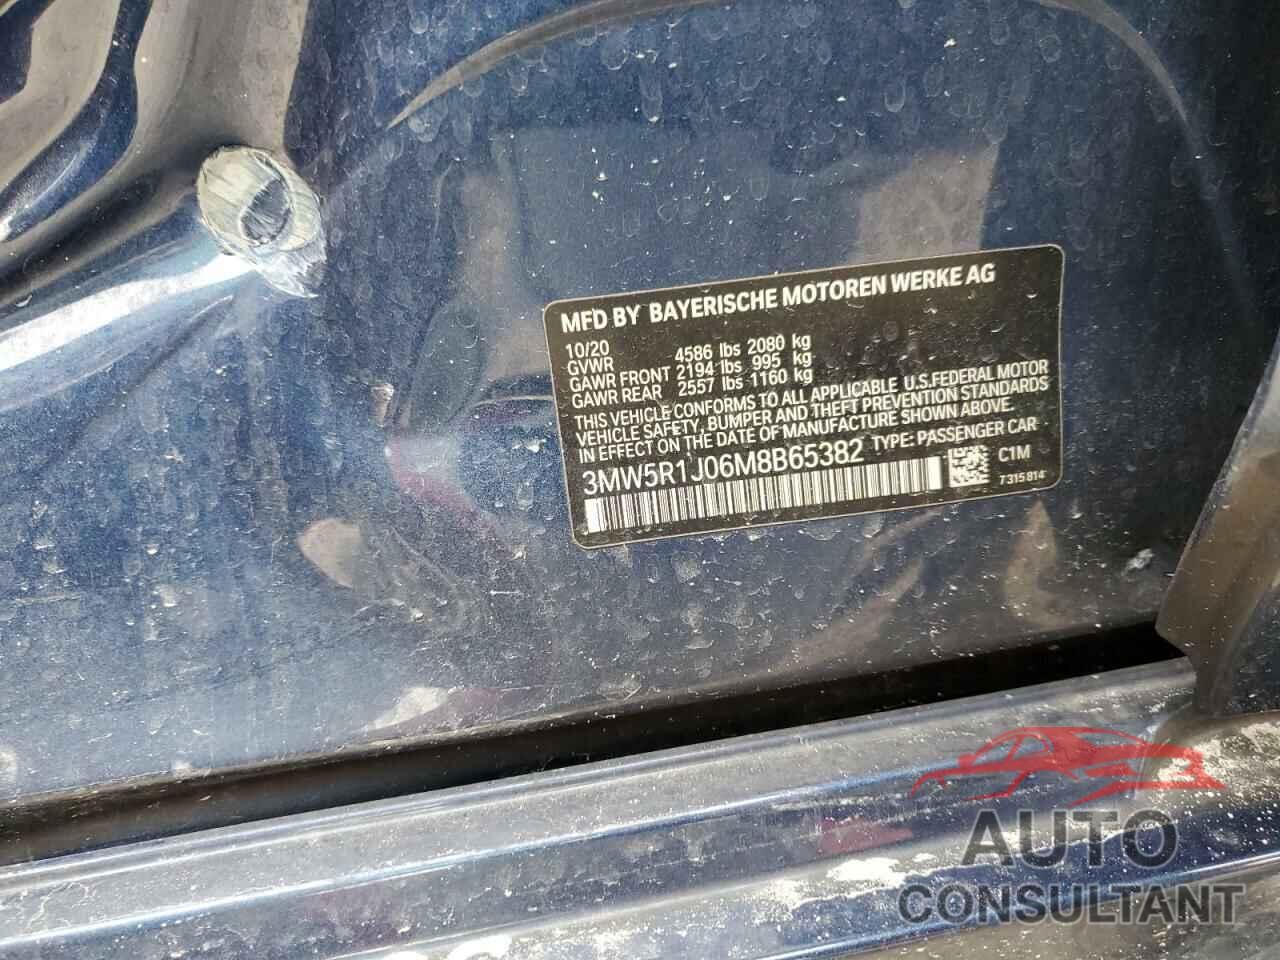 MFD BY BAYERISCHE MOTOREN WERKE AG
10/20
GVWR 4586 lbs 2080 kg
GAWR FRONT 2194 lbs 995 kg
GAWR REAR 2557 lbs 1160 kg
THIS VEHICLE CONFORMS TO ALL APPLICABLE U.S.FEDERAL MOTOR
VEHICLE SAFETY, BUMPER AND THEFT PREVENTION STANDARDS
IN EFFECT ON THE DATE OF MANUFACTURE SHOWN ABOVE.
3MW5R1J06M8B65382 TYPE: PASSENGER CAR
C1M
7315814
AUTO
CONSULTANT